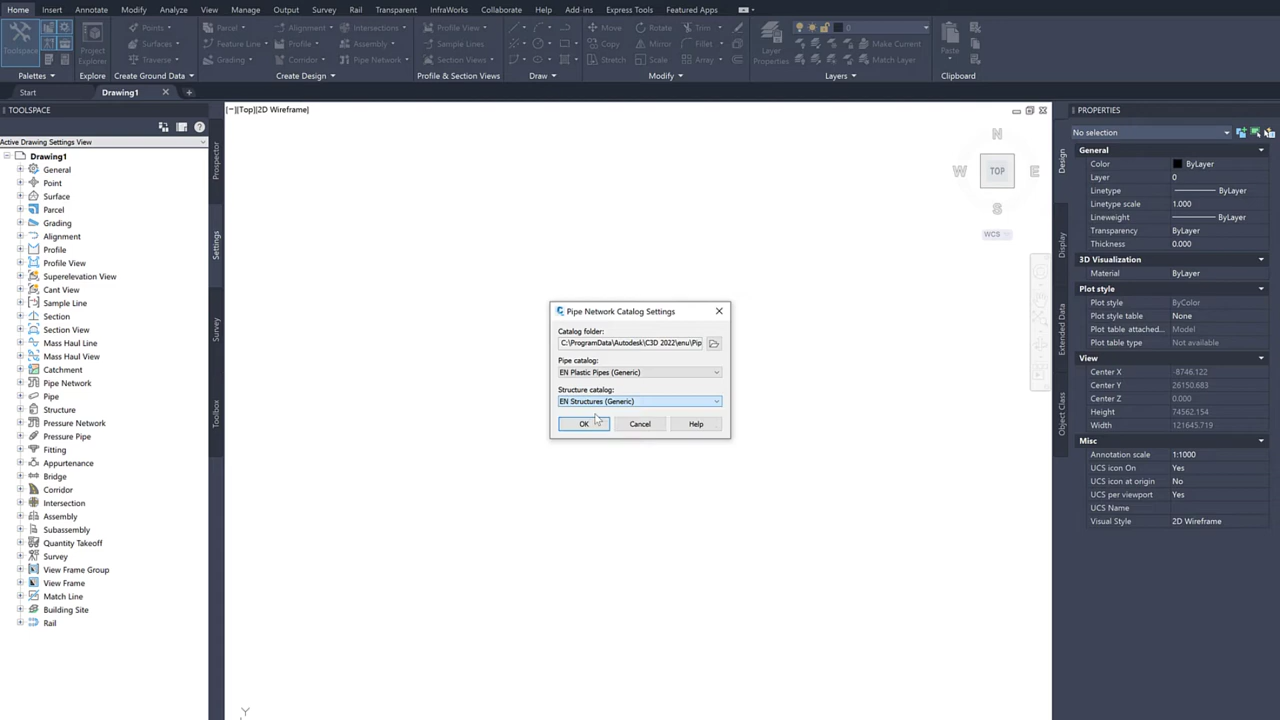 Home Insert Annotate Modify Analyze View Manage Output Survey Rail Transparent InfraWorks Collaborate Help Add-ins Express Tools Featured Apps
Toolspace
Project
Explorer
Points
Surfaces
Traverse
Parcel
Feature Line
Grading
Alignment
Profile
Corridor
Intersections
Assembly
Pipe Network
Profile View
Sample Lines
Section Views
Move Rotate Trim
Copy Mirror Fillet
Stretch Scale Array
Layer
Properties
0
Make Current
Match Layer
Paste
Palettes Explore Create Ground Data Create Design Profile & Section Views Draw Modify Layers Clipboard
Start Drawing1
TOOLSPACE
Active Drawing Settings View
Drawing1
General
Point
Surface
Parcel
Grading
Alignment
Profile
Profile View
Superelevation View
Cant View
Sample Line
Section
Section View
Mass Haul Line
Mass Haul View
Catchment
Pipe Network
Pipe
Structure
Pressure Network
Pressure Pipe
Fitting
Appurtenance
Bridge
Corridor
Intersection
Assembly
Subassembly
Quantity Takeoff
Survey
View Frame Group
View Frame
Match Line
Building Site
Rail
Prospector
Settings
Survey
Toolbox
[−][Top][2D Wireframe]
N
W TOP E
S
WCS
Y
Pipe Network Catalog Settings
Catalog folder:
C:\ProgramData\Autodesk\C3D 2022\enu\Pip
Pipe catalog:
EN Plastic Pipes (Generic)
Structure catalog:
EN Structures (Generic)
OK Cancel Help
Design
Display
Extended Data
Object Class
PROPERTIES
No selection
General
Color ByLayer
Layer 0
Linetype ByLayer
Linetype scale 1.000
Lineweight ByLayer
Transparency ByLayer
Thickness 0.000
3D Visualization
Material ByLayer
Plot style
Plot style ByColor
Plot style table None
Plot table attached... Model
Plot table type Not available
View
Center X -8746.122
Center Y 26150.683
Center Z 0.000
Height 74562.154
Width 121645.719
Misc
Annotation scale 1:1000
UCS icon On Yes
UCS icon at origin No
UCS per viewport Yes
UCS Name
Visual Style 2D Wireframe